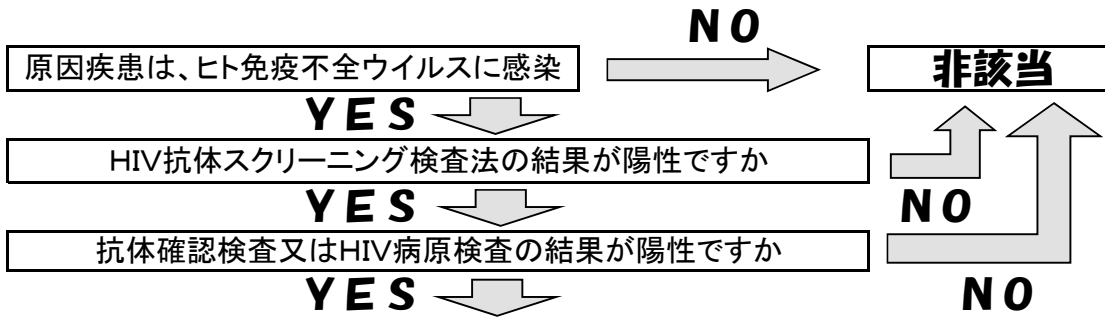 NO
原因疾患は、ヒト免疫不全ウイルスに感染
非該当
YES
HIV抗体スクリーニング検査法の結果が陽性ですか
YES
NO
抗体確認検査又はHIV病原検査の結果が陽性ですか
YES
NO